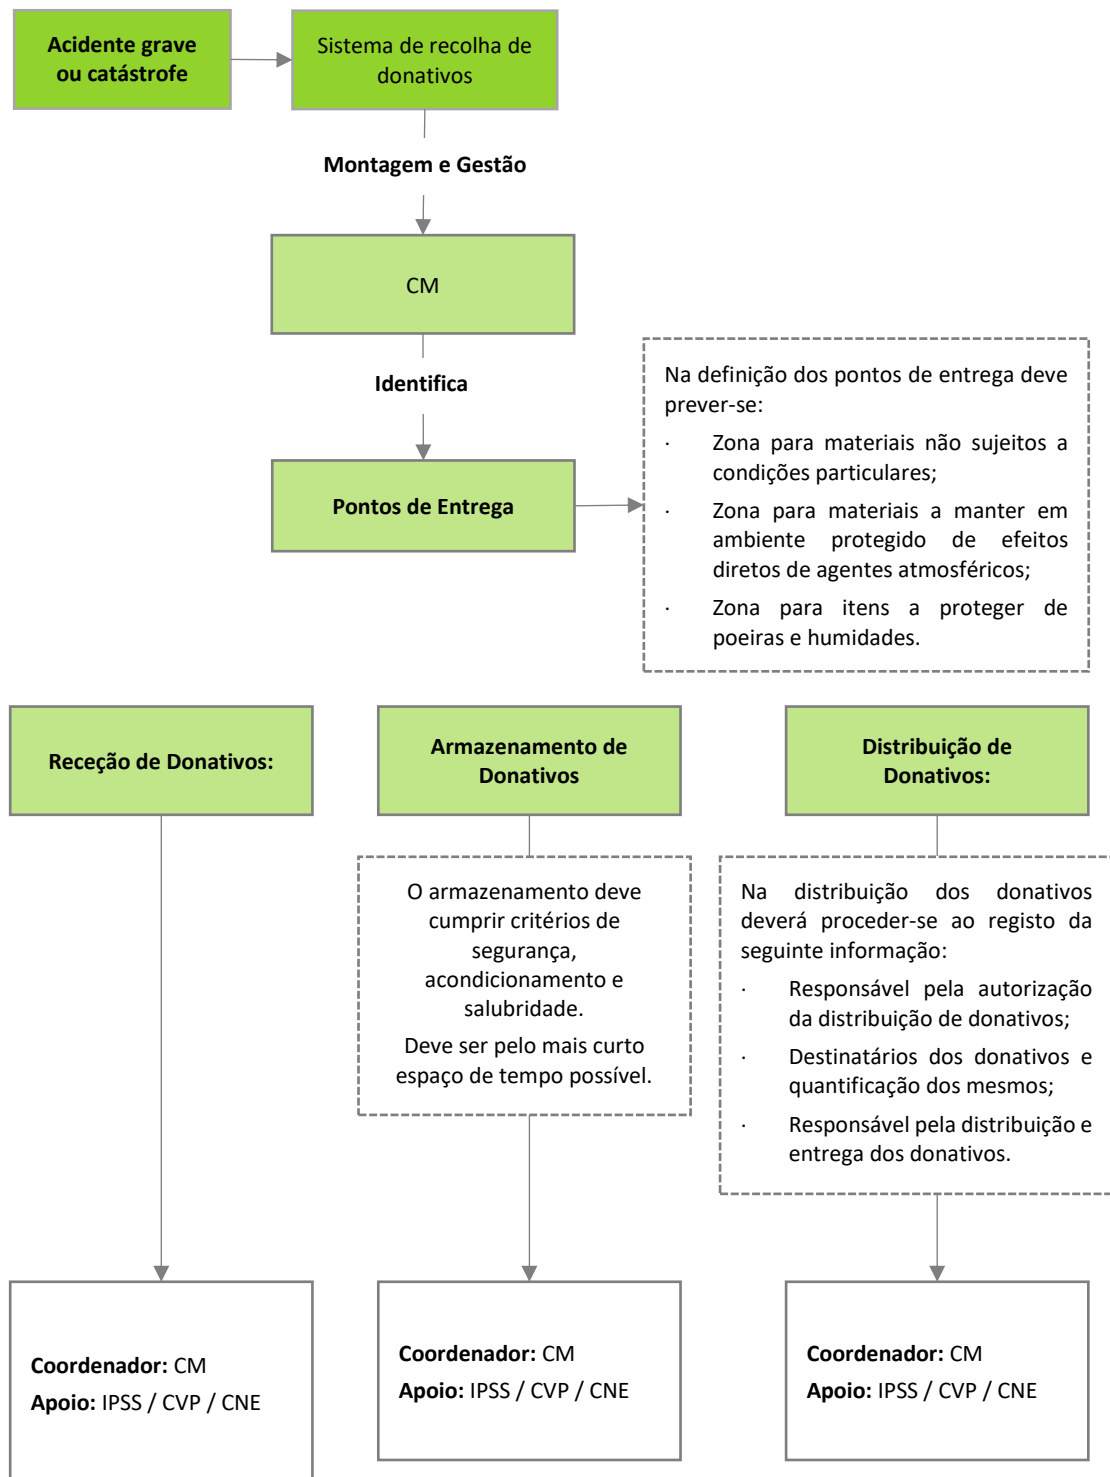 Acidente grave
ou catástrofe
Sistema de recolha de
donativos
Montagem e Gestão
CM
Identifica
Pontos de Entrega
Na definição dos pontos de entrega deve
prever-se:
· Zona para materiais não sujeitos a
condições particulares;
· Zona para materiais a manter em
ambiente protegido de efeitos
diretos de agentes atmosféricos;
· Zona para itens a proteger de
poeiras e humidades.
Receção de Donativos:
Armazenamento de
Donativos
Distribuição de
Donativos:
O armazenamento deve
cumprir critérios de
segurança,
acondicionamento e
salubridade.
Deve ser pelo mais curto
espaço de tempo possível.
Na distribuição dos donativos
deverá proceder-se ao registo da
seguinte informação:
· Responsável pela autorização
da distribuição de donativos;
· Destinatários dos donativos e
quantificação dos mesmos;
· Responsável pela distribuição e
entrega dos donativos.
Coordenador: CM
Apoio: IPSS / CVP / CNE
Coordenador: CM
Apoio: IPSS / CVP / CNE
Coordenador: CM
Apoio: IPSS / CVP / CNE